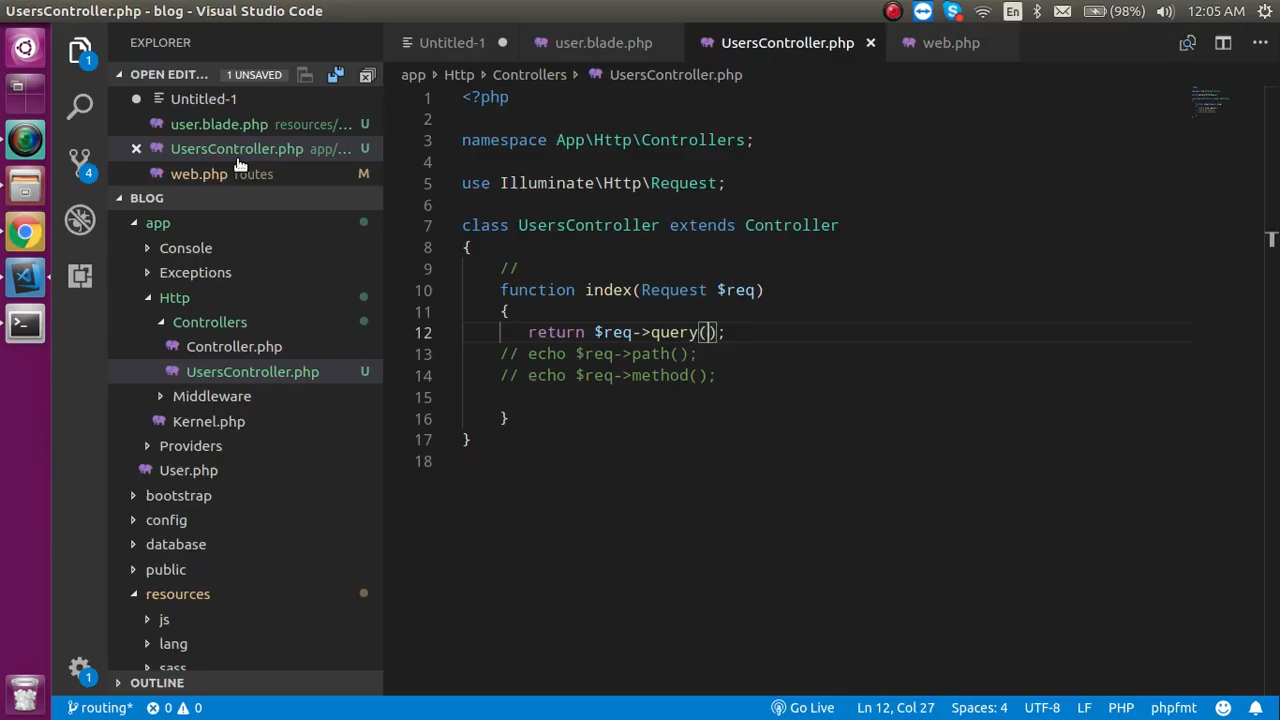 UsersController.php - blog - Visual Studio Code
En
(98%)
12:05 AM
EXPLORER
OPEN EDIT... 1 UNSAVED
Untitled-1
user.blade.php resources/... U
UsersController.php app/... U
web.php routes M
BLOG
app
Console
Exceptions
Http
Controllers
Controller.php
UsersController.php U
Middleware
Kernel.php
Providers
User.php
bootstrap
config
database
public
resources
js
lang
sass
OUTLINE
1
4
1
Untitled-1
user.blade.php
UsersController.php
web.php
app > Http > Controllers > UsersController.php
1 <?php
2
3 namespace App\Http\Controllers;
4
5 use Illuminate\Http\Request;
6
7 class UsersController extends Controller
8 {
9 //
10 function index(Request $req)
11 {
12 return $req->query();
13 // echo $req->path();
14 // echo $req->method();
15
16 }
17 }
18
routing* 0 0
Go Live
Ln 12, Col 27
Spaces: 4
UTF-8
LF
PHP
phpfmt